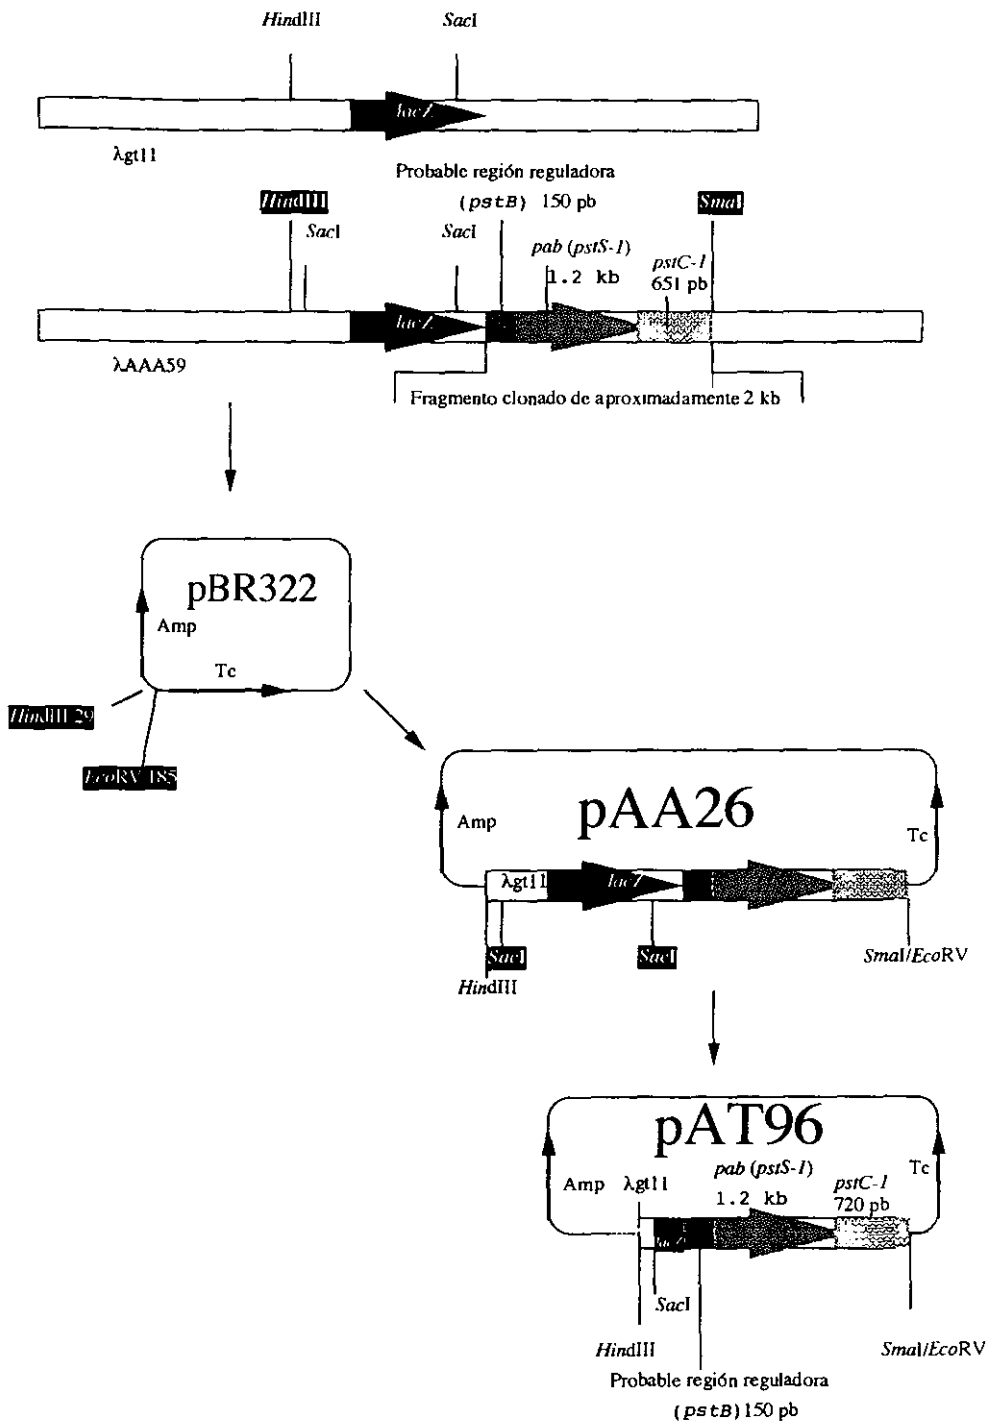 HindIII
SacI
lacZ
λgt11
Probable región reguladora
(pstB) 150 pb
HindIII
SmaI
SacI
SacI
pab (pstS-1)
1.2 kb
pstC-1
651 pb
lacZ
λAAA59
Fragmento clonado de aproximadamente 2 kb
pBR322
Amp
Tc
HindIII 29
EcoRV 185
pAA26
Amp
Tc
λgt11
lacZ
SacI
SacI
SmaI/EcoRV
HindIII
pAT96
pab (pstS-1)
Tc
Amp
λgt11
1.2 kb
pstC-1
720 pb
lacZ
SacI
HindIII
SmaI/EcoRV
Probable región reguladora
(pstB)150 pb